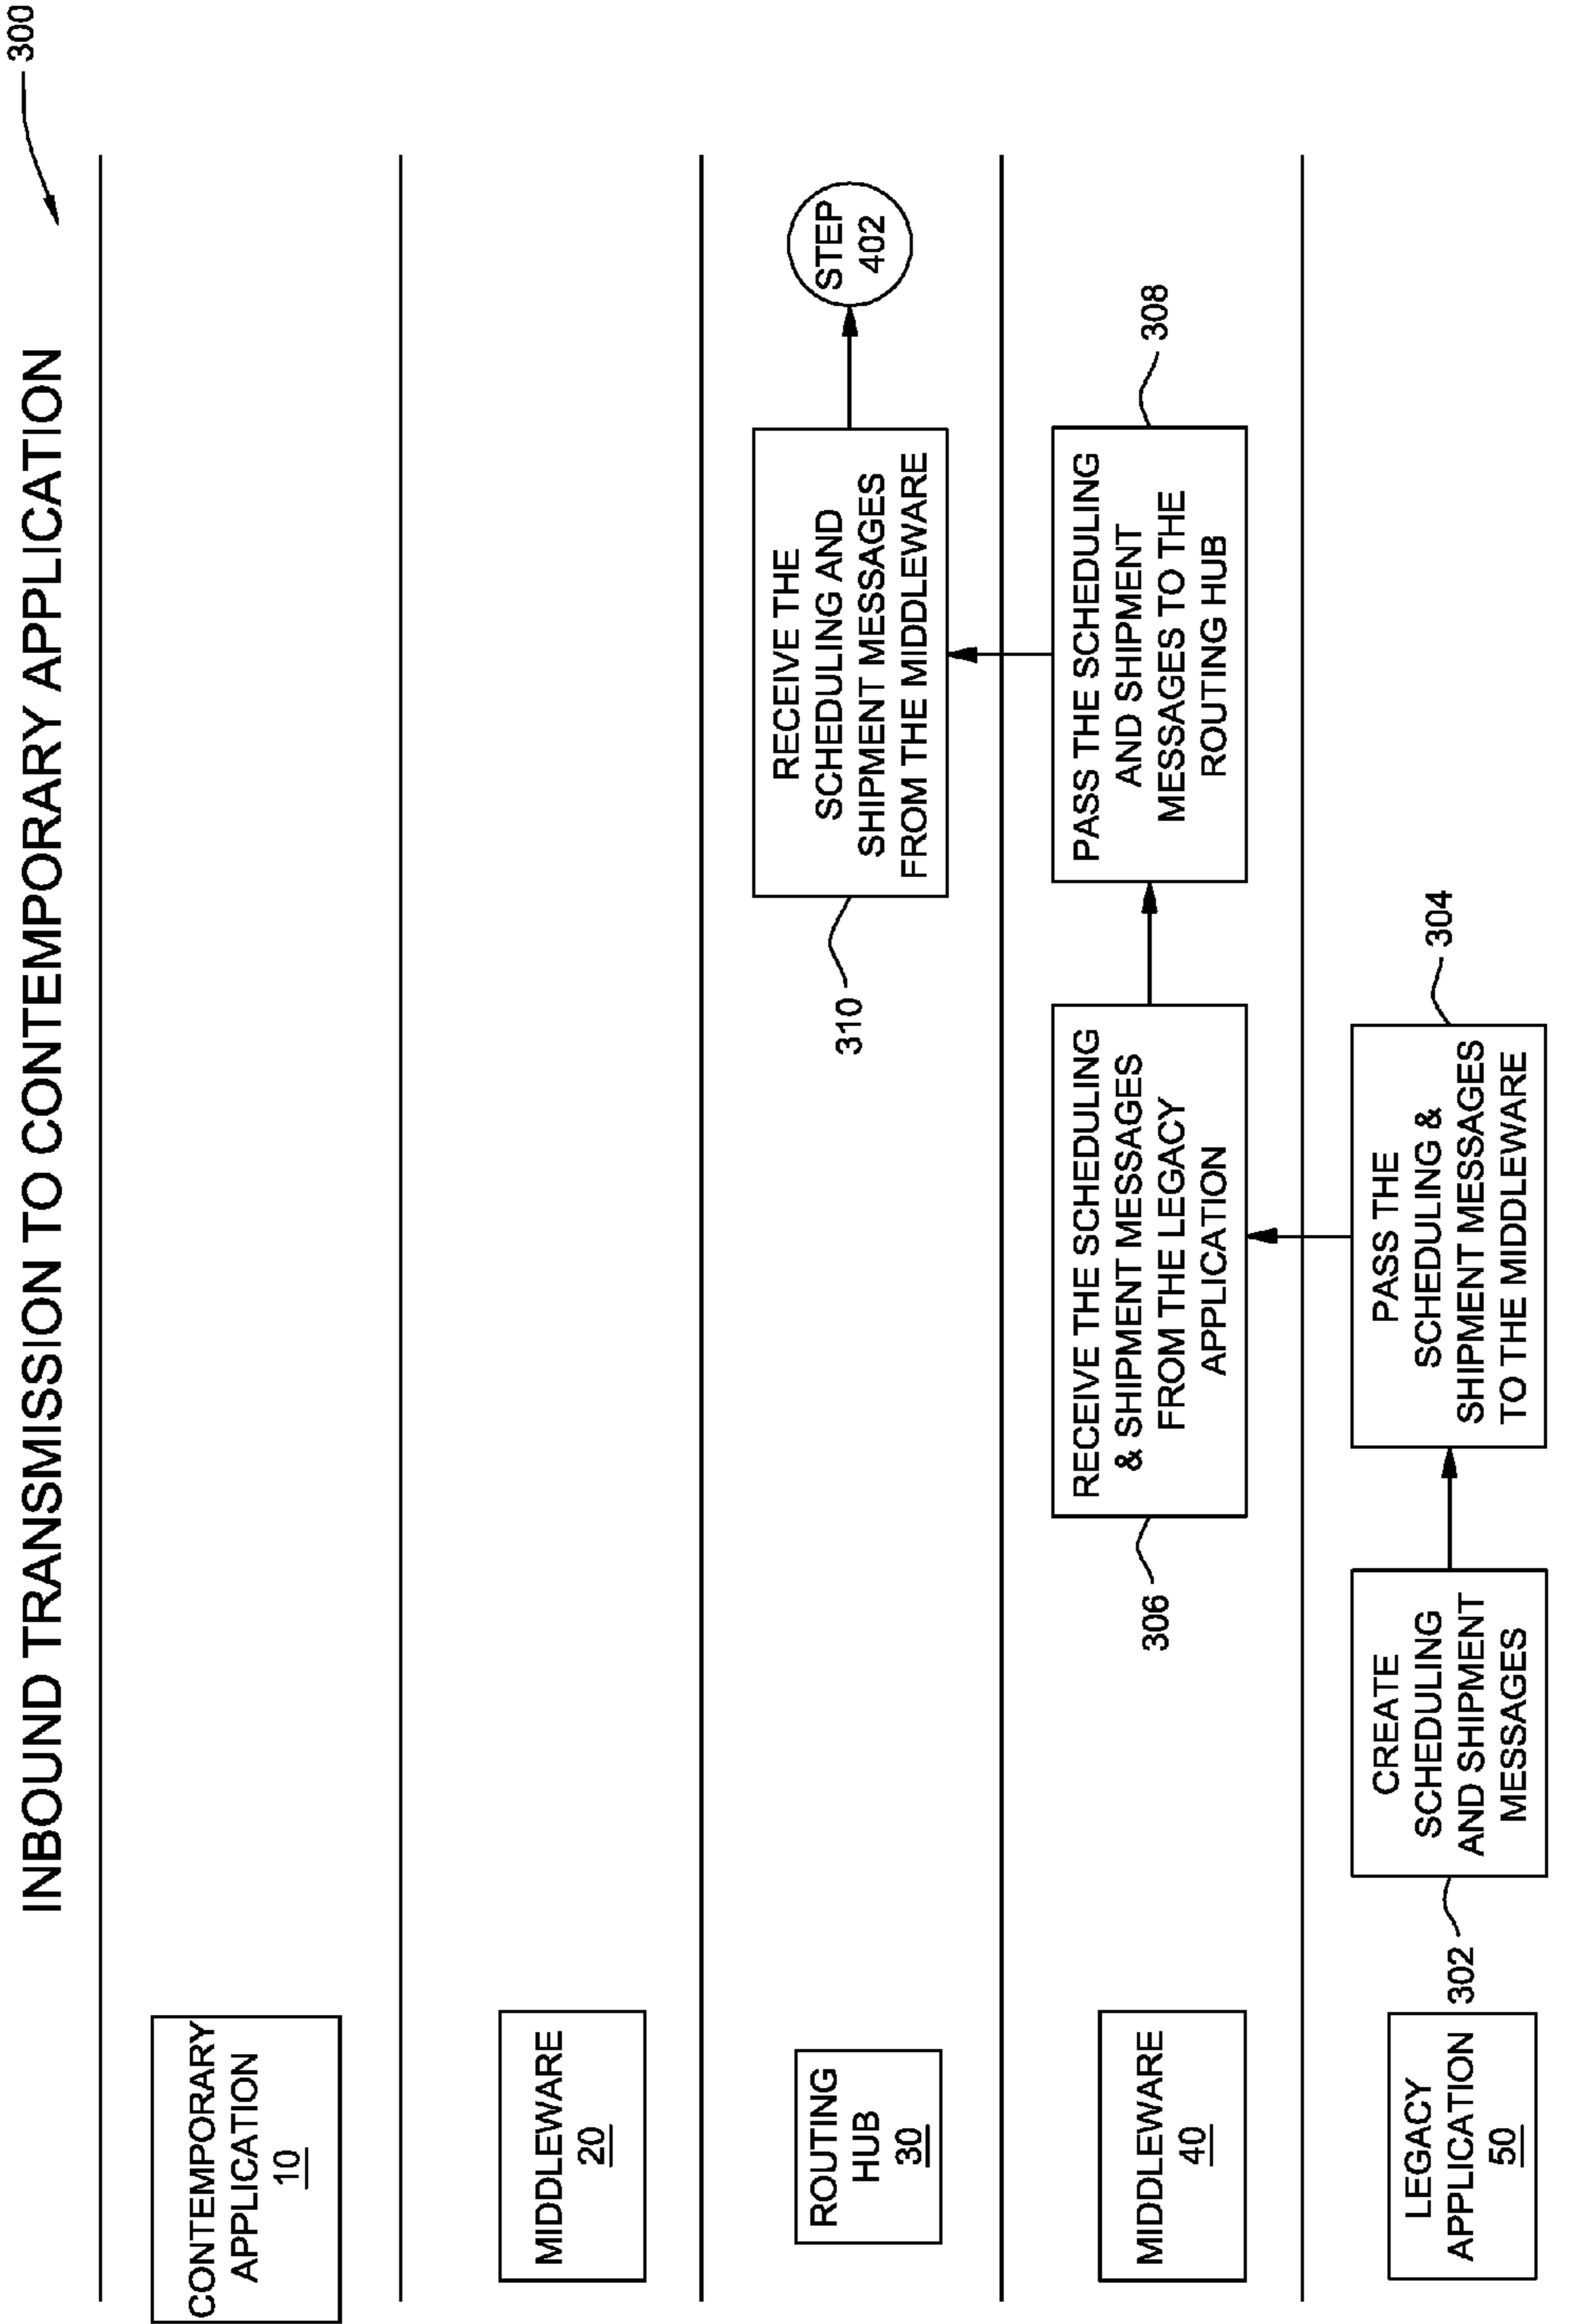 INBOUND TRANSMISSION TO CONTEMPORARY APPLICATION
300
CONTEMPORARY
APPLICATION
10
MIDDLEWARE
20
ROUTING
HUB
30
310
RECEIVE THE
SCHEDULING AND
SHIPMENT MESSAGES
FROM THE MIDDLEWARE
STEP
402
MIDDLEWARE
40
306
RECEIVE THE SCHEDULING
& SHIPMENT MESSAGES
FROM THE LEGACY
APPLICATION
PASS THE SCHEDULING
AND SHIPMENT
MESSAGES TO THE
ROUTING HUB
308
LEGACY
APPLICATION
50
302
CREATE
SCHEDULING
AND SHIPMENT
MESSAGES
PASS THE
SCHEDULING &
SHIPMENT MESSAGES
TO THE MIDDLEWARE
304